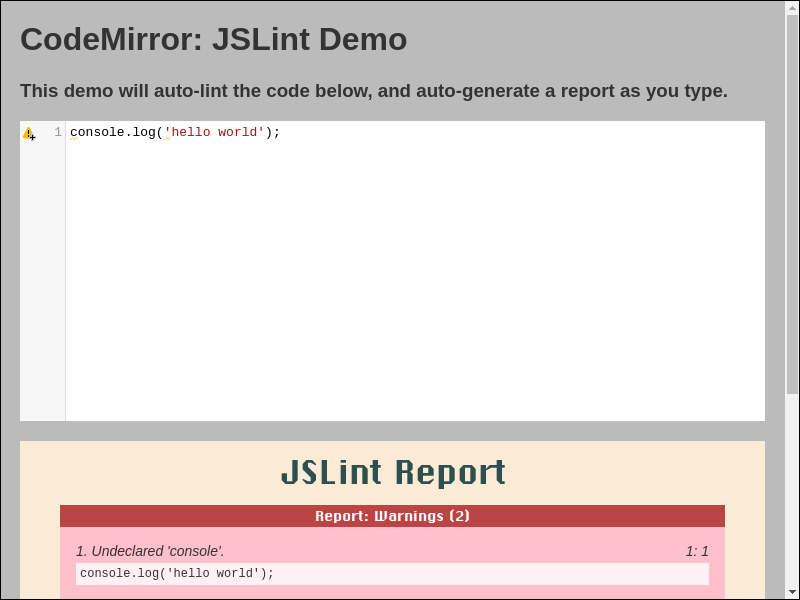 CodeMirror: JSLint Demo
This demo will auto-lint the code below, and auto-generate a report as you type.
1 console.log('hello world');
JSLint Report
Report: Warnings (2)
1. Undeclared 'console'. 1: 1
console.log('hello world');